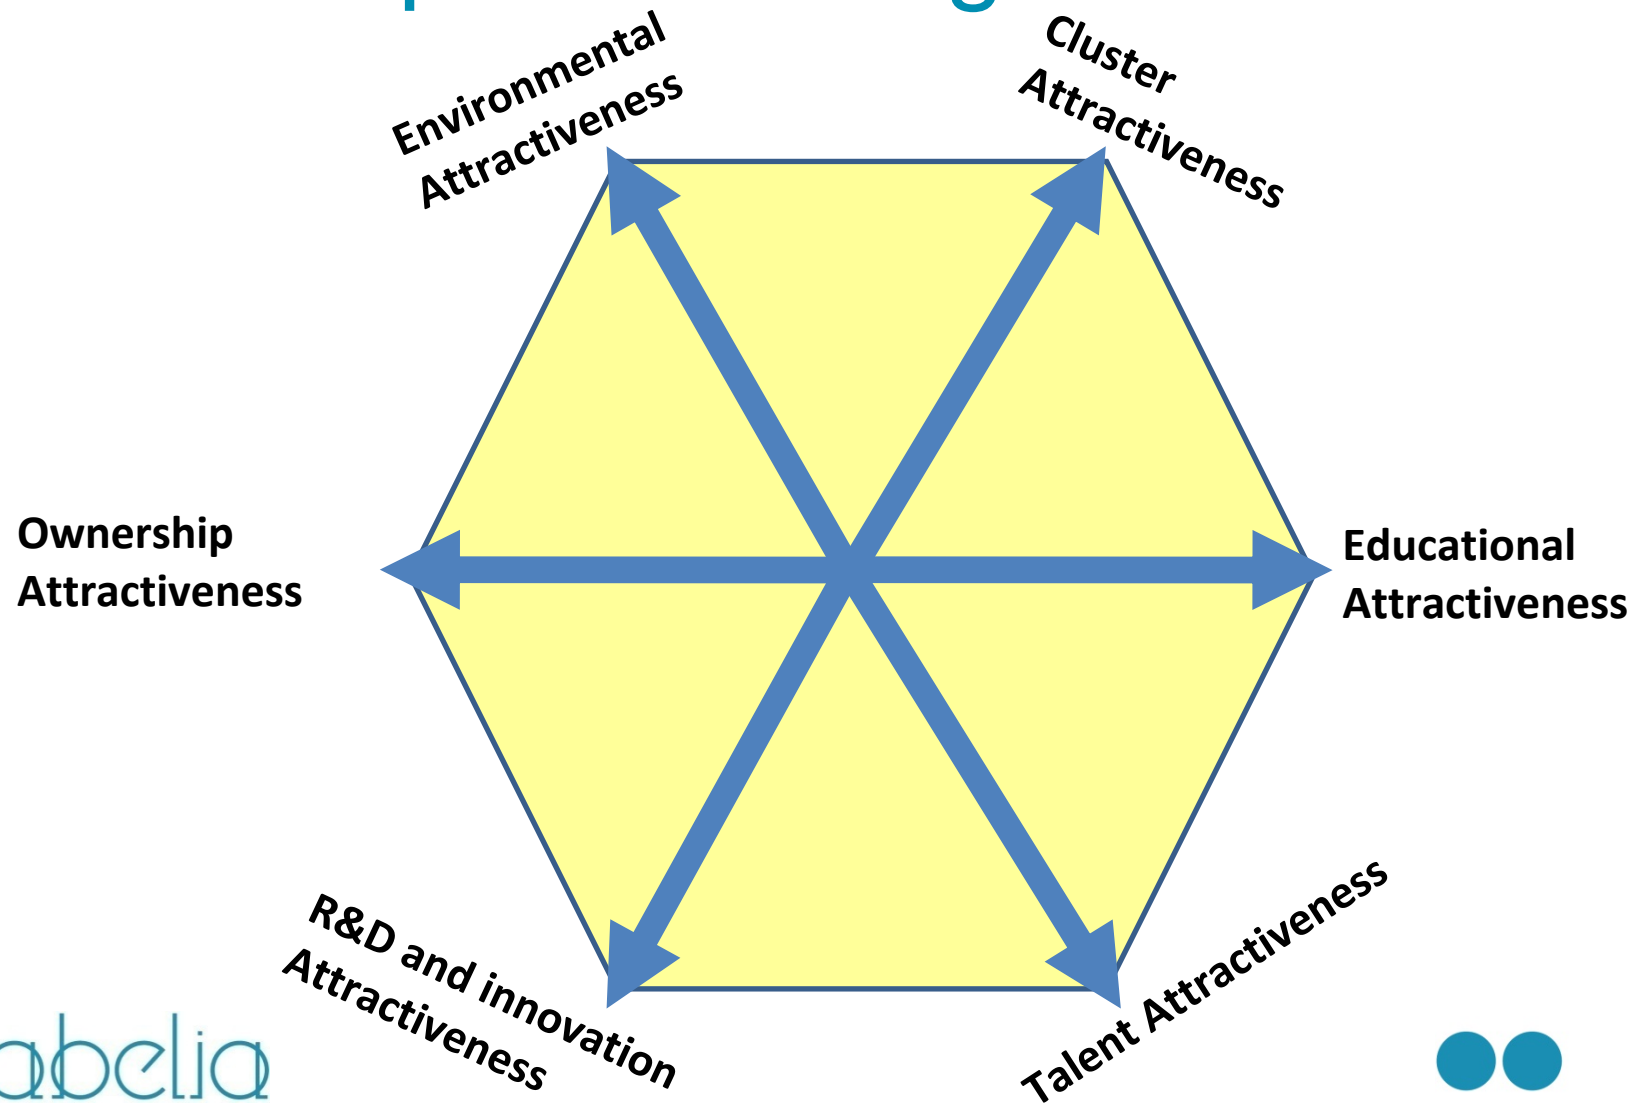 Environmental
Attractiveness
Cluster
Attractiveness
Ownership
Attractiveness
Educational
Attractiveness
R&D and innovation
Attractiveness
Talent Attractiveness
abelia